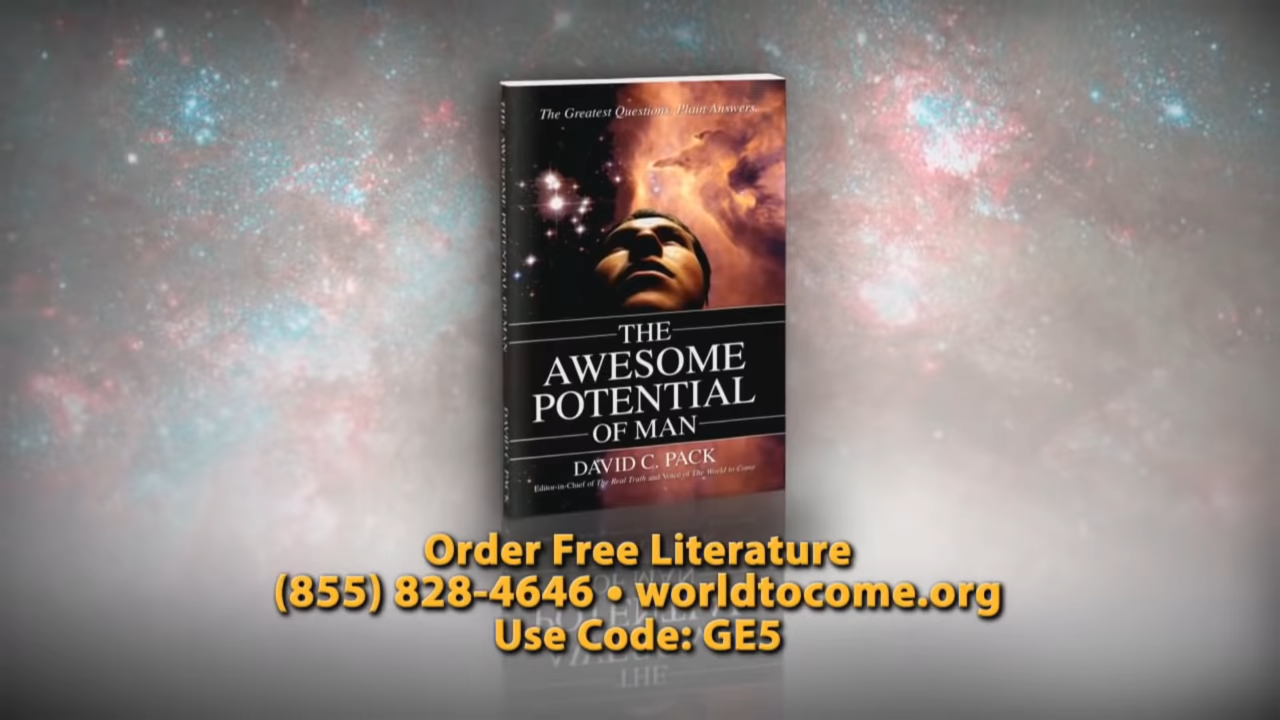 The Greatest Questions. Plain Answers.
THE
AWESOME
POTENTIAL
OF MAN
DAVID C. PACK
Editor-in-Chief of The Real Truth and Voice of The World to Come
THE AWESOME POTENTIAL OF MAN
DAVID C. PACK
Order Free Literature
(855) 828-4646 • worldtocome.org
Use Code: GE5